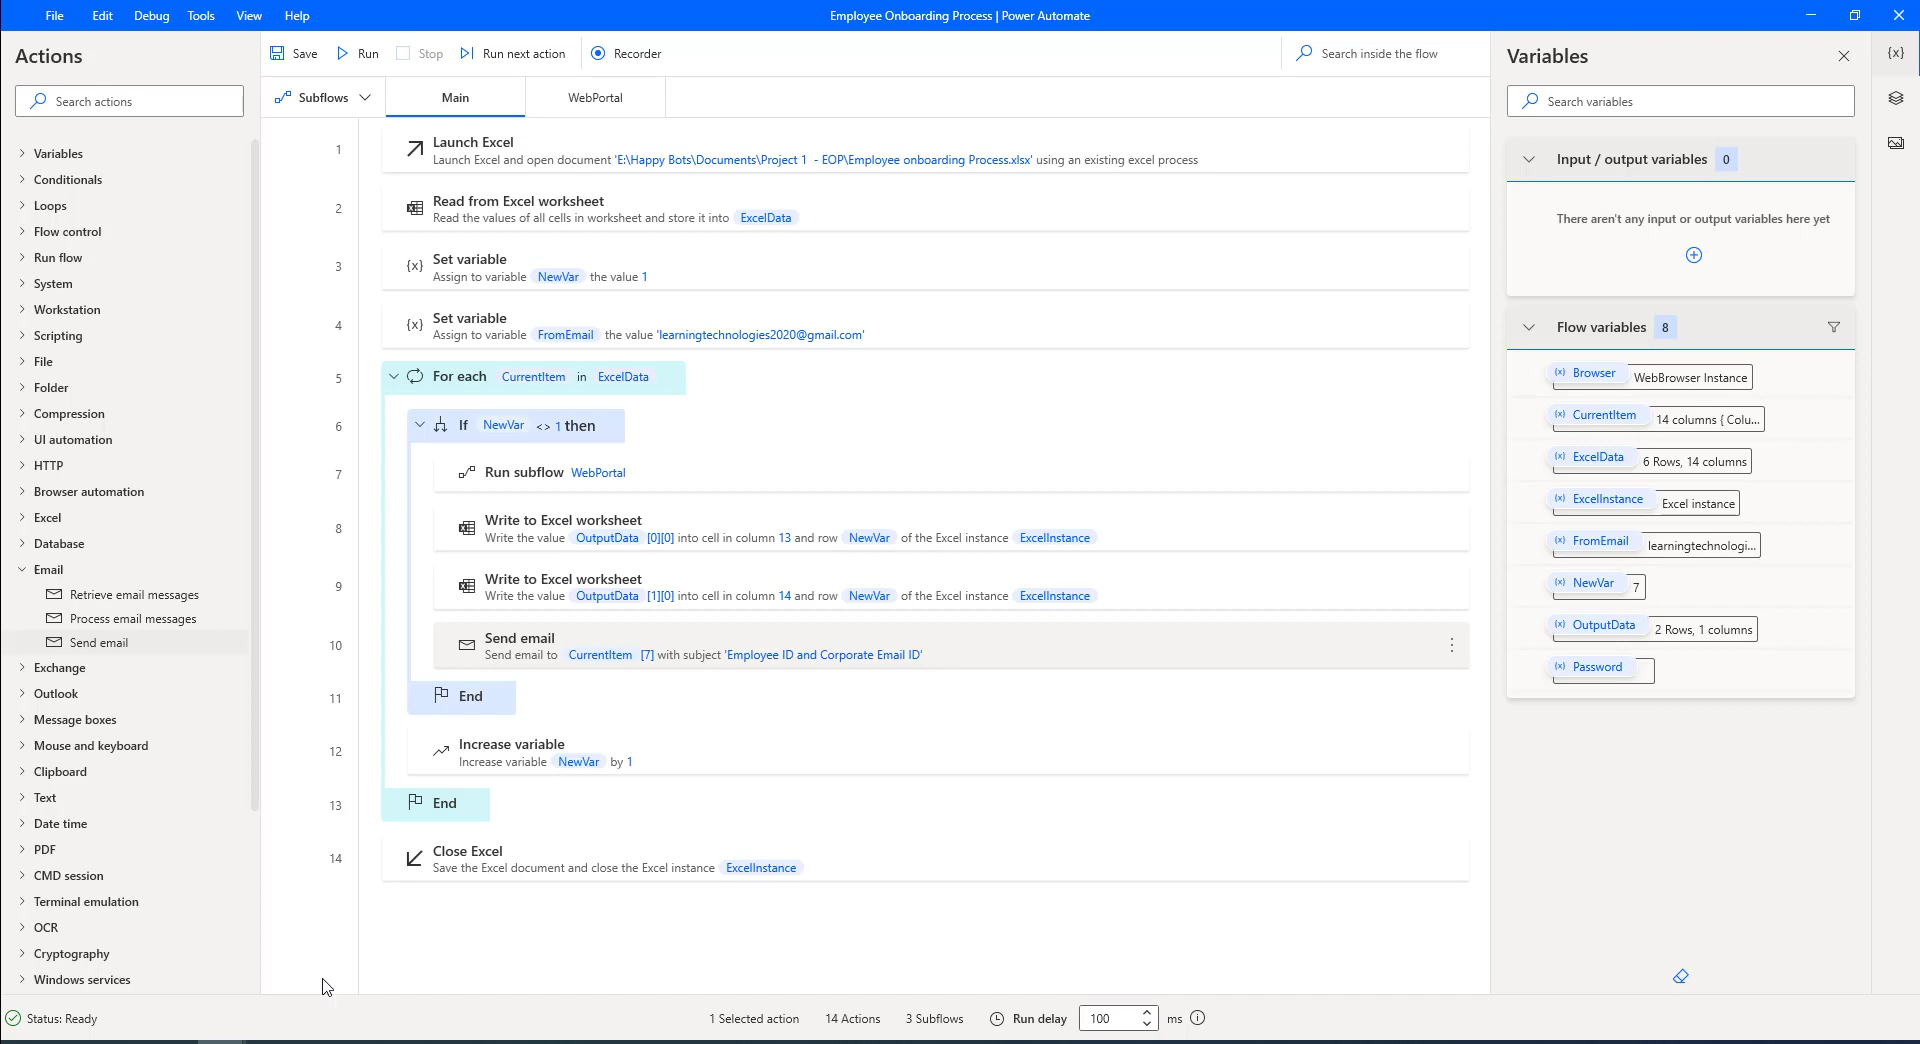 File Edit Debug Tools View Help
Employee Onboarding Process | Power Automate
Actions
Search actions
Variables
Conditionals
Loops
Flow control
Run flow
System
Workstation
Scripting
File
Folder
Compression
UI automation
HTTP
Browser automation
Excel
Database
Email
Retrieve email messages
Process email messages
Send email
Exchange
Outlook
Message boxes
Mouse and keyboard
Clipboard
Text
Date time
PDF
CMD session
Terminal emulation
OCR
Cryptography
Windows services
Save Run Stop Run next action Recorder
Search inside the flow
Subflows Main WebPortal
1 Launch Excel
Launch Excel and open document 'E:\Happy Bots\Documents\Project 1 - EOP\Employee onboarding Process.xlsx' using an existing excel process
2 Read from Excel worksheet
Read the values of all cells in worksheet and store it into ExcelData
3 {x} Set variable
Assign to variable NewVar the value 1
4 {x} Set variable
Assign to variable FromEmail the value 'learningtechnologies2020@gmail.com'
5 For each CurrentItem in ExcelData
6 If NewVar <> 1 then
7 Run subflow WebPortal
8 Write to Excel worksheet
Write the value OutputData [0][0] into cell in column 13 and row NewVar of the Excel instance ExcelInstance
9 Write to Excel worksheet
Write the value OutputData [1][0] into cell in column 14 and row NewVar of the Excel instance ExcelInstance
10 Send email
Send email to CurrentItem [7] with subject 'Employee ID and Corporate Email ID'
11 End
12 Increase variable
Increase variable NewVar by 1
13 End
14 Close Excel
Save the Excel document and close the Excel instance ExcelInstance
Variables
{x}
Search variables
Input / output variables 0
There aren't any input or output variables here yet
Flow variables 8
(x) Browser WebBrowser Instance
(x) CurrentItem 14 columns { Colu...
(x) ExcelData 6 Rows, 14 columns
(x) ExcelInstance Excel instance
(x) FromEmail learningtechnologi...
(x) NewVar 7
(x) OutputData 2 Rows, 1 columns
(x) Password
Status: Ready
1 Selected action 14 Actions 3 Subflows Run delay 100 ms